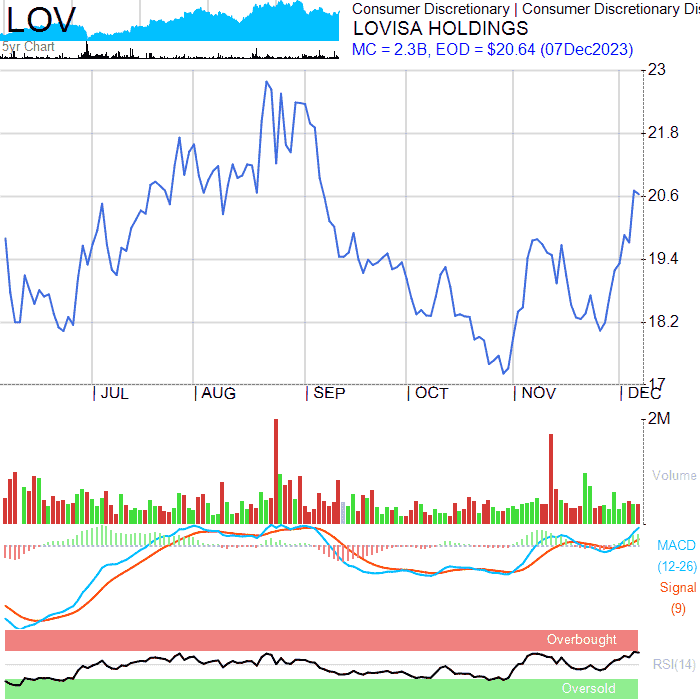 LOV
5yr Chart
Consumer Discretionary | Consumer Discretionary Dis
LOVISA HOLDINGS
MC = 2.3B, EOD = $20.64 (07Dec2023)
23
21.8
20.6
19.4
18.2
17
JUL AUG SEP OCT NOV DEC
2M
Volume
MACD
(12-26)
Signal
(9)
Overbought
RSI(14)
Oversold